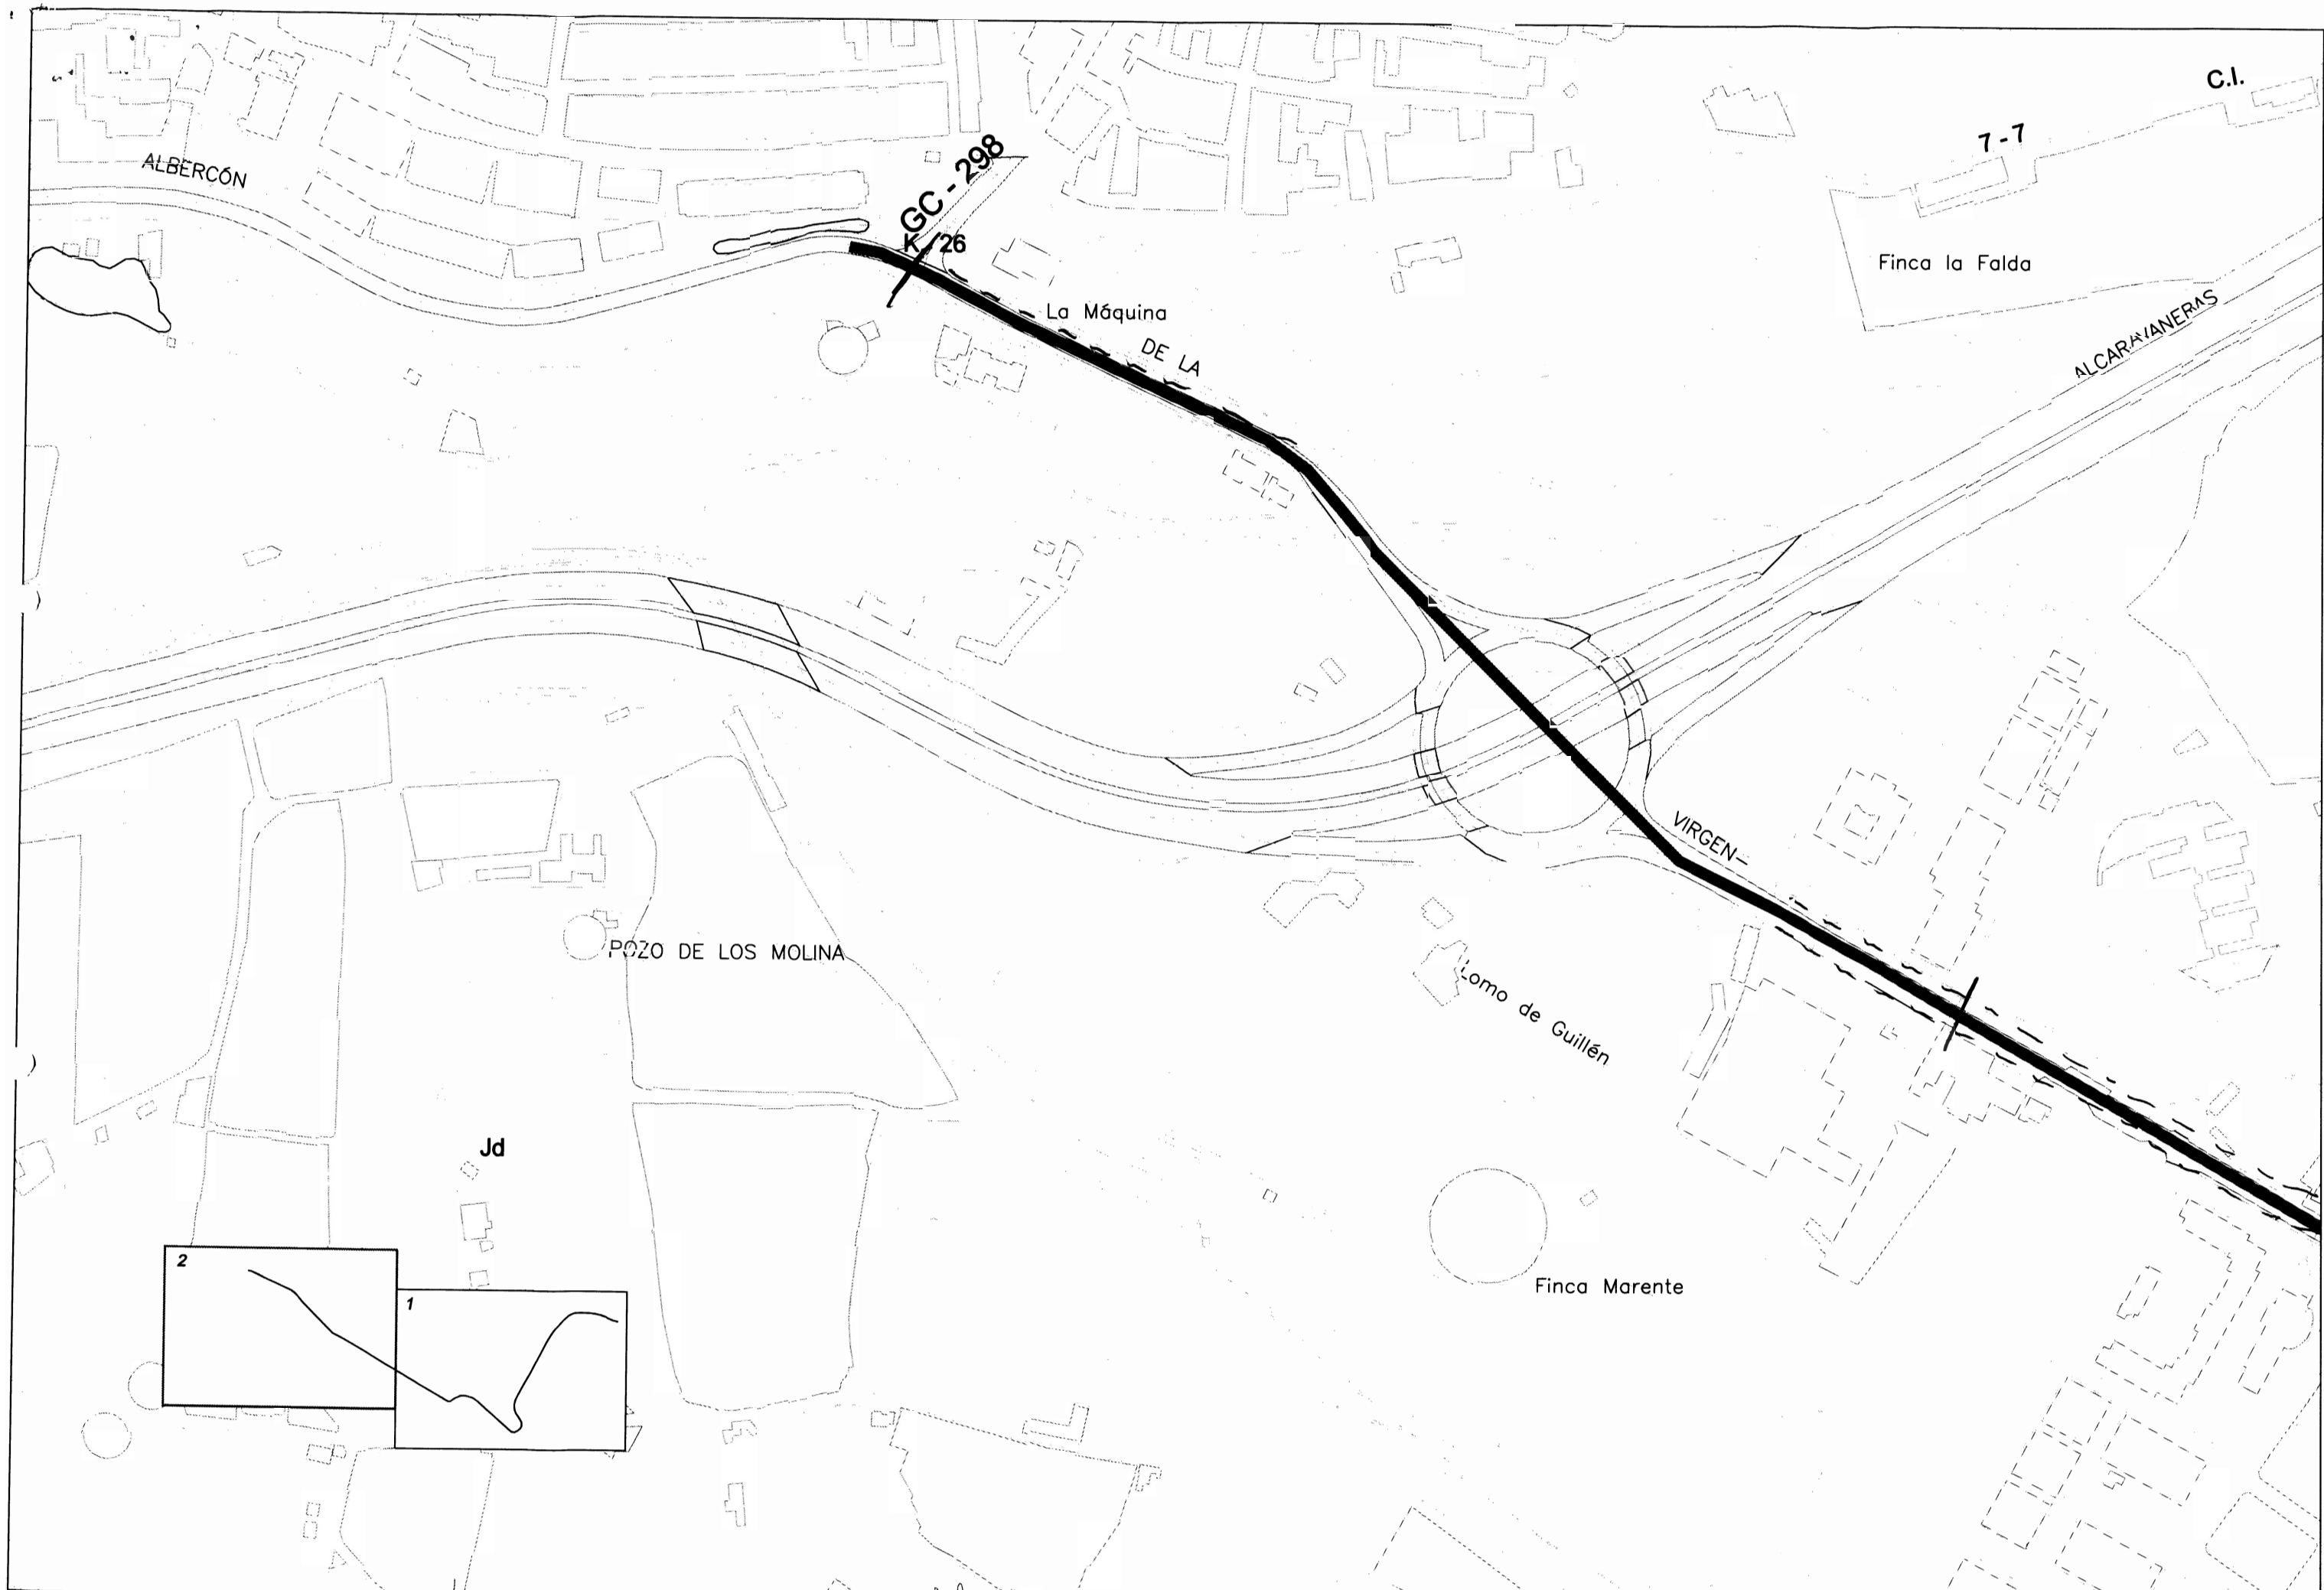 C.I.
7-7
GC - 298
ALBERCÓN
K./26
Finca la Falda
La Máquina
DE LA
ALCARAVANERAS
VIRGEN
POZO DE LOS MOLINA
Lomo de Guillén
Jd
2
1
Finca Marente